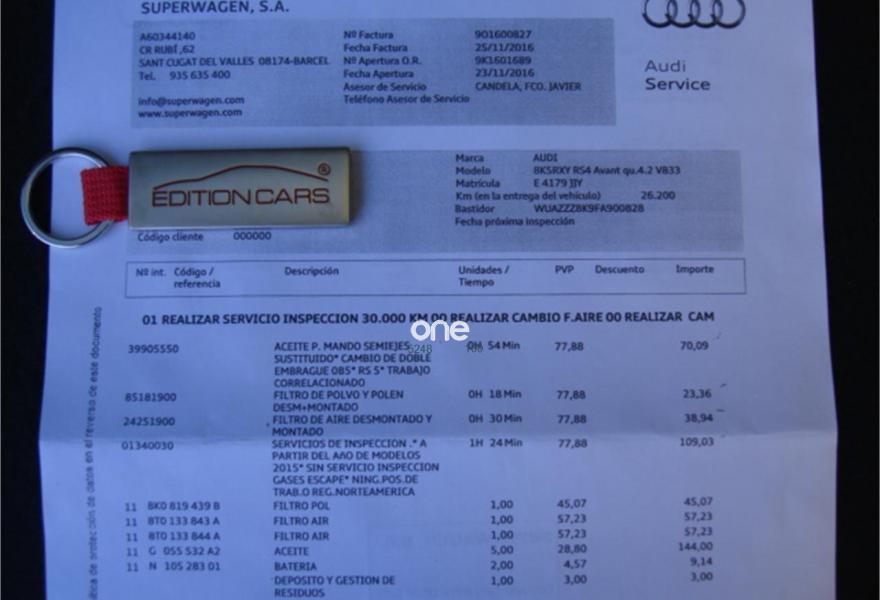 SUPERWAGEN, S.A.
A60344140
CR RUBÍ ,62
SANT CUGAT DEL VALLES 08174-BARCEL
Tel. 935 635 400
info@superwagen.com
www.superwagen.com
Nº Factura 901600827
Fecha Factura 25/11/2016
Nº Apertura O.R. 9K1601689
Fecha Apertura 23/11/2016
Asesor de Servicio CANDELA, FCO. JAVIER
Teléfono Asesor de Servicio
Audi
Service
EDITION CARS ®
Marca AUDI
Modelo 8K5RXY RS4 Avant qu.4.2 V833
Matrícula E 4179 JJY
Km (en la entrega del vehículo) 26.200
Bastidor WUAZZZ8K9FA900828
Fecha próxima inspección
Código cliente 000000
Nº int. Código / referencia Descripción Unidades / Tiempo PVP Descuento Importe
01 REALIZAR SERVICIO INSPECCION 30.000 KM 00 REALIZAR CAMBIO F.AIRE 00 REALIZAR CAM
one
39905550 ACEITE P. MANDO SEMIEJES 0H 54 Min 77,88 70,09
SUSTITUIDO* CAMBIO DE DOBLE
EMBRAGUE 0B5* RS 5* TRABAJO
CORRELACIONADO
85181900 FILTRO DE POLVO Y POLEN 0H 18 Min 77,88 23,36
DESM+MONTADO
24251900 FILTRO DE AIRE DESMONTADO Y 0H 30 Min 77,88 38,94
MONTADO
01340030 SERVICIOS DE INSPECCION .* A 1H 24 Min 77,88 109,03
PARTIR DEL AñO DE MODELOS
2015* SIN SERVICIO INSPECCION
GASES ESCAPE* NING.POS.DE
TRAB.O REG.NORTEAMERICA
11 8K0 819 439 B FILTRO POL 1,00 45,07 45,07
11 8T0 133 843 A FILTRO AIR 1,00 57,23 57,23
11 8T0 133 844 A FILTRO AIR 1,00 57,23 57,23
11 G 055 532 A2 ACEITE 5,00 28,80 144,00
11 N 105 283 01 BATERIA 2,00 4,57 9,14
DEPOSITO Y GESTION DE 1,00 3,00 3,00
RESIDUOS
de protección de datos en el reverso de este documento